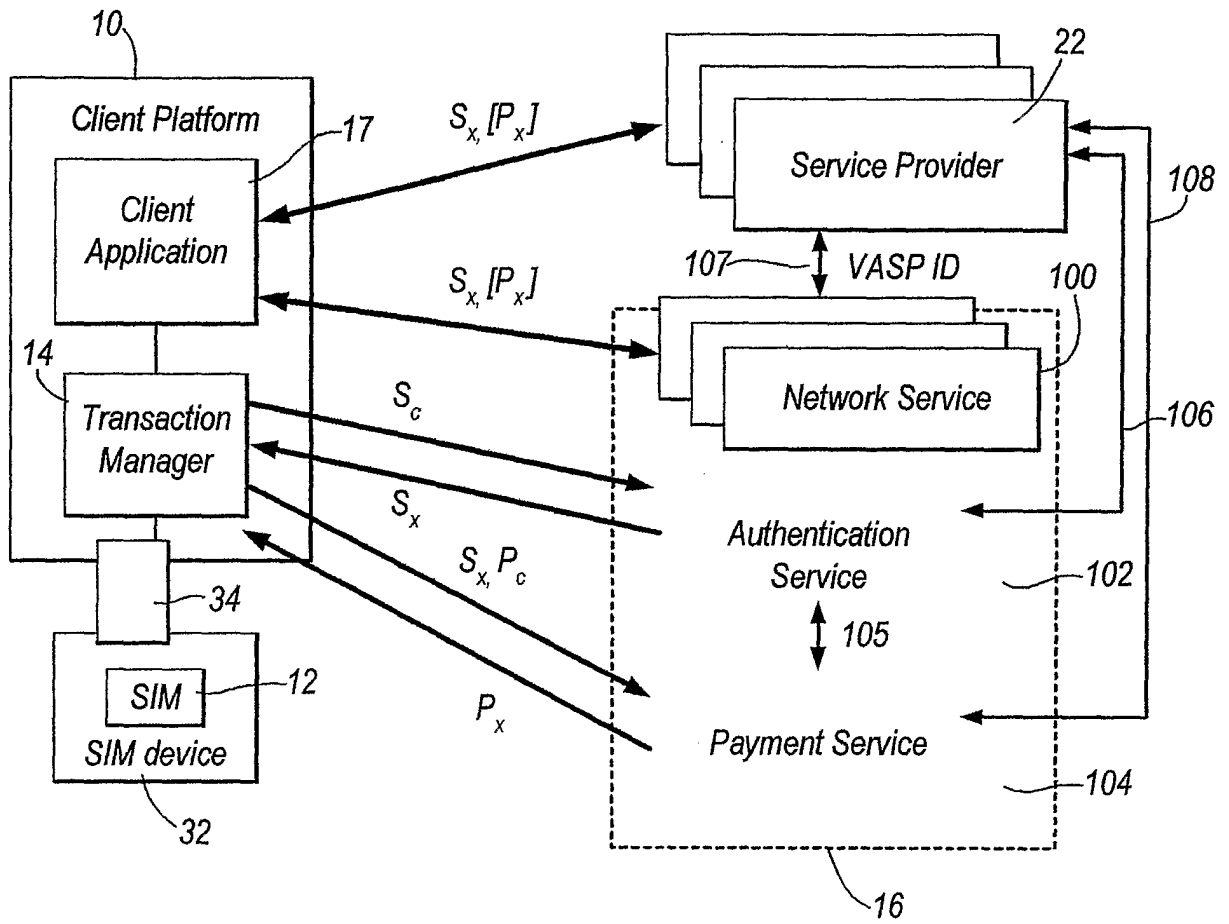 10
Client Platform
17
Client
Application
14
Transaction
Manager
34
12
SIM
SIM device
32
Sx, [Px]
Sx, [Px]
Sc
Sx
Sx, Pc
Px
22
Service Provider
108
107
VASP ID
100
Network Service
106
Authentication
Service
102
105
Payment Service
104
16